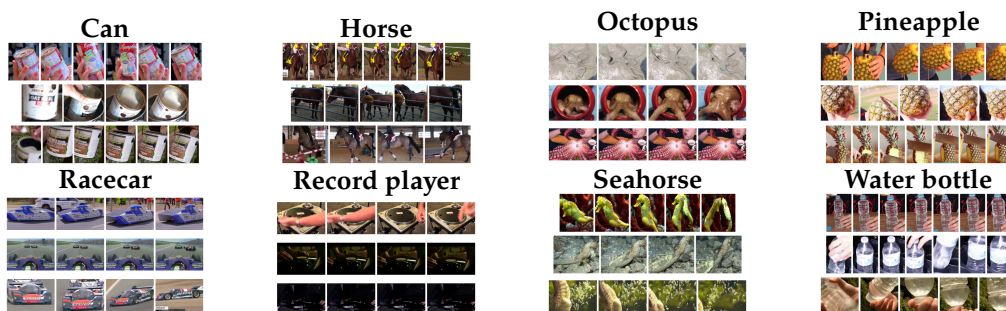 Can
Horse
Octopus
Pineapple
Racecar
Record player
Seahorse
Water bottle